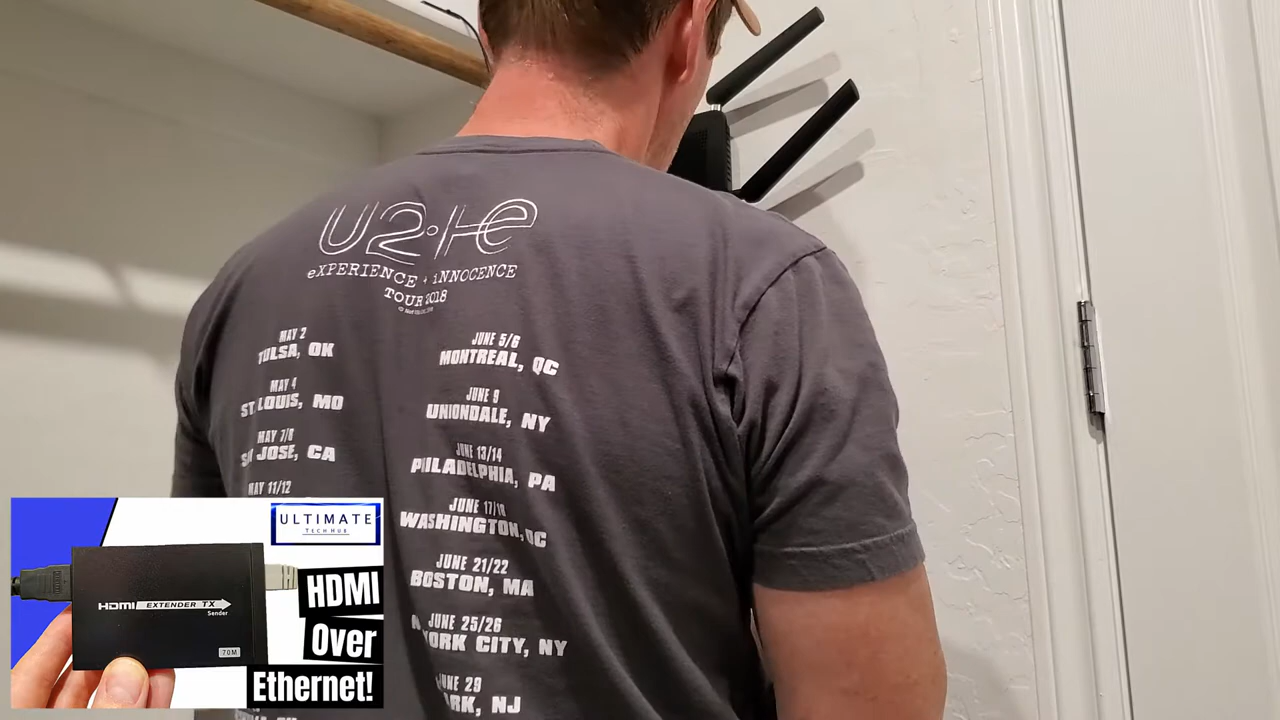 U2·ie
eXPERIENCE + iNNOCENCE
TOUR 2018
MAY 2
TULSA, OK
MAY 4
ST LOUIS, MO
MAY 7/8
SAN JOSE, CA
MAY 11/12
JUNE 5/6
MONTREAL, QC
JUNE 9
UNIONDALE, NY
JUNE 13/14
PHILADELPHIA, PA
JUNE 17/18
WASHINGTON, DC
JUNE 21/22
BOSTON, MA
JUNE 25/26
YORK CITY, NY
JUNE 29
ARK, NJ
ULTIMATE
TECH HUB
HDMI EXTENDER TX
Sender
70M
HDMI
Over
Ethernet!